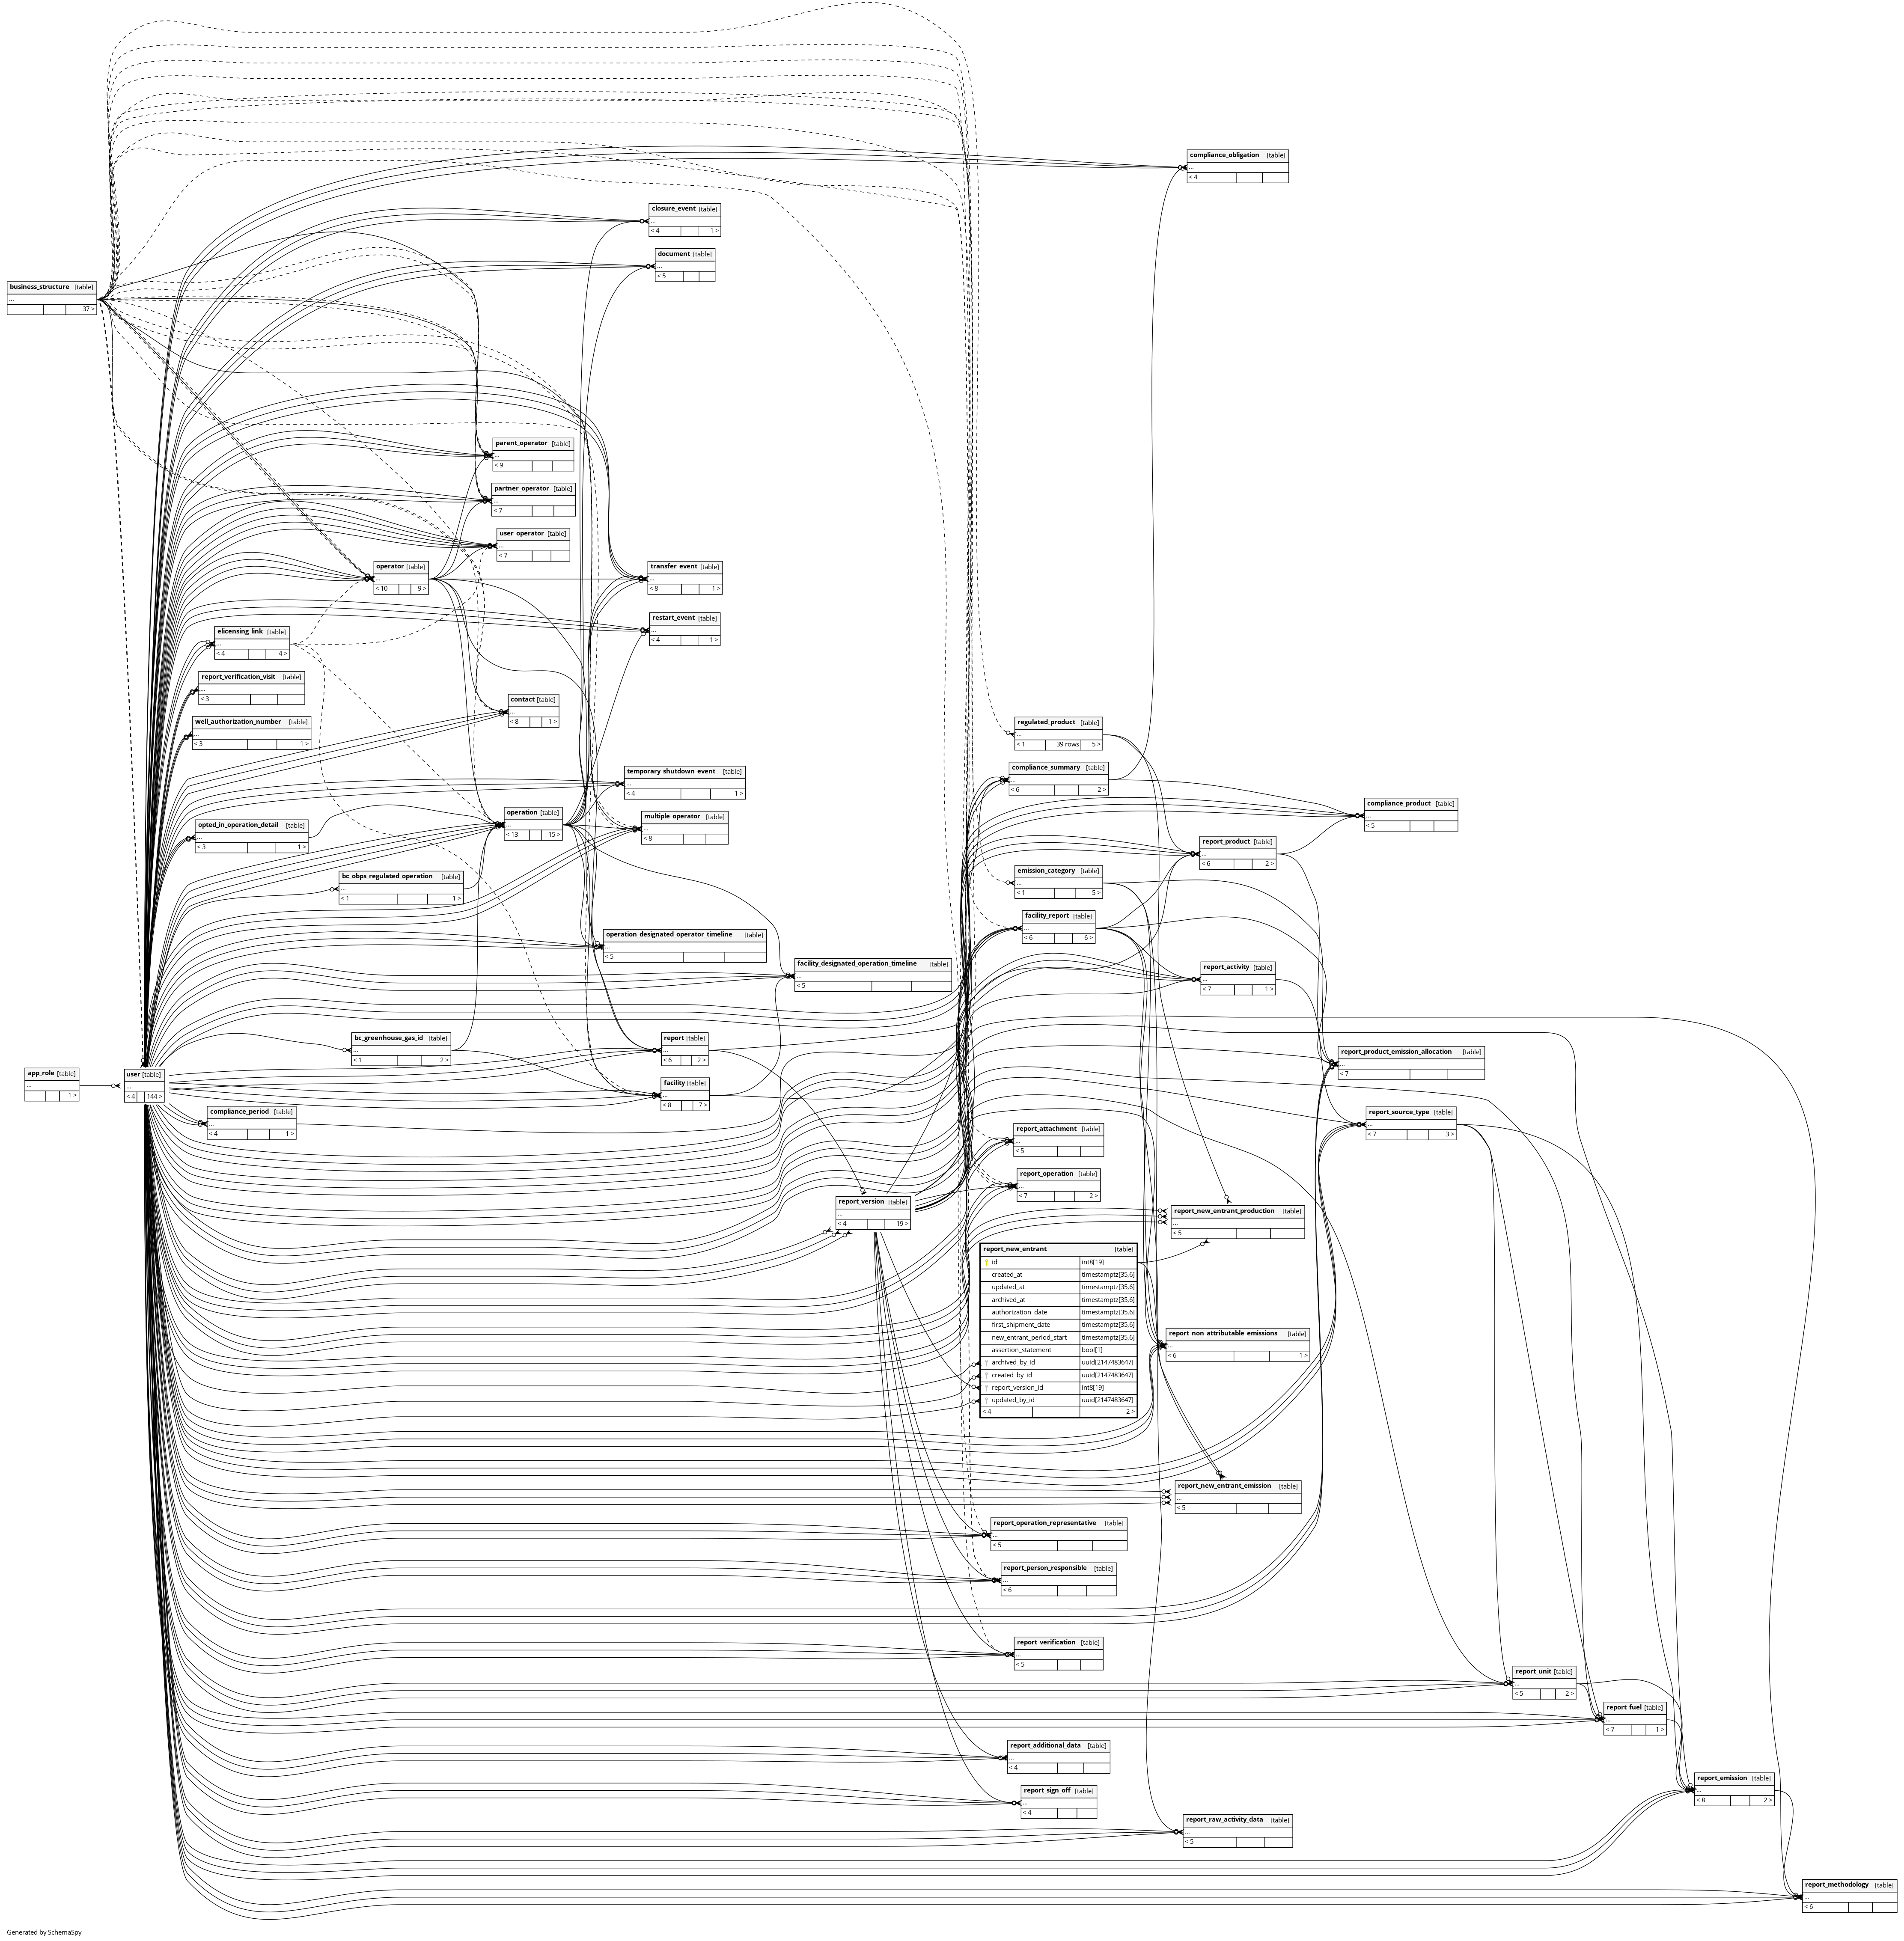 compliance_obligation [table]
...
< 4
closure_event [table]
...
< 4 1 >
document [table]
...
< 5
business_structure [table]
...
37 >
parent_operator [table]
...
< 9
partner_operator [table]
...
< 7
user_operator [table]
...
< 7
operator [table]
...
< 10 9 >
transfer_event [table]
...
< 8 1 >
restart_event [table]
...
< 4 1 >
elicensing_link [table]
...
< 4 4 >
report_verification_visit [table]
...
< 3
contact [table]
...
< 8 1 >
well_authorization_number [table]
...
< 3 1 >
regulated_product [table]
...
< 1 39 rows 5 >
compliance_summary [table]
...
< 6 2 >
temporary_shutdown_event [table]
...
< 4 1 >
compliance_product [table]
...
< 5
operation [table]
...
< 13 15 >
multiple_operator [table]
...
< 8
opted_in_operation_detail [table]
...
< 3 1 >
report_product [table]
...
< 6 2 >
emission_category [table]
...
< 1 5 >
bc_obps_regulated_operation [table]
...
< 1 1 >
facility_report [table]
...
< 6 6 >
operation_designated_operator_timeline [table]
...
< 5
facility_designated_operation_timeline [table]
...
< 5
report_activity [table]
...
< 7 1 >
bc_greenhouse_gas_id [table]
...
< 1 2 >
report [table]
...
< 6 2 >
report_product_emission_allocation [table]
...
< 7
app_role [table]
...
1 >
user [table]
...
< 4 144 >
facility [table]
...
< 8 7 >
compliance_period [table]
...
< 4 1 >
report_source_type [table]
...
< 7 3 >
report_attachment [table]
...
< 5
report_operation [table]
...
< 7 2 >
report_version [table]
...
< 4 19 >
report_new_entrant_production [table]
...
< 5
report_new_entrant [table]
id int8[19]
created_at timestamptz[35,6]
updated_at timestamptz[35,6]
archived_at timestamptz[35,6]
authorization_date timestamptz[35,6]
first_shipment_date timestamptz[35,6]
new_entrant_period_start timestamptz[35,6]
assertion_statement bool[1]
archived_by_id uuid[2147483647]
created_by_id uuid[2147483647]
report_version_id int8[19]
updated_by_id uuid[2147483647]
< 4 2 >
report_non_attributable_emissions [table]
...
< 6 1 >
report_new_entrant_emission [table]
...
< 5
report_operation_representative [table]
...
< 5
report_person_responsible [table]
...
< 6
report_verification [table]
...
< 5
report_unit [table]
...
< 5 2 >
report_fuel [table]
...
< 7 1 >
report_additional_data [table]
...
< 4
report_emission [table]
...
< 8 2 >
report_sign_off [table]
...
< 4
report_raw_activity_data [table]
...
< 5
report_methodology [table]
...
< 6
Generated by SchemaSpy